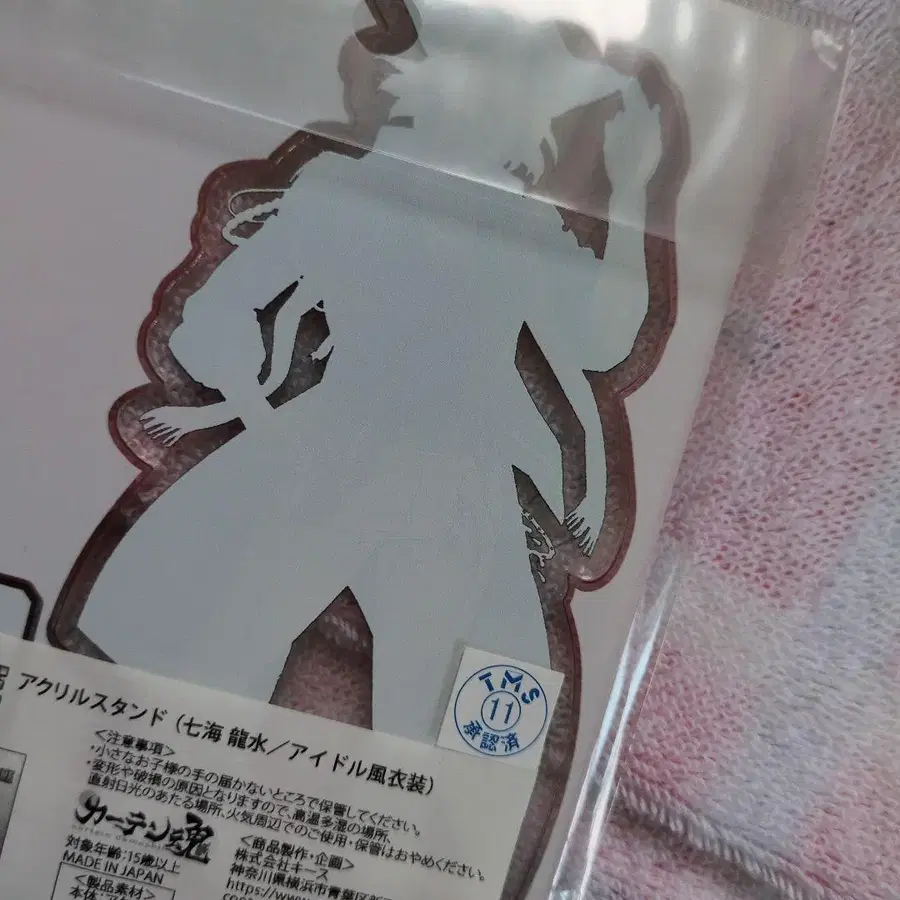 TMS
11
承認済
アクリルスタンド（七海 龍水／アイドル風衣装）
＜注意事項＞
・小さなお子様の手の届かないところで保管してください。
・変形や破損の原因となりますので、高温多湿の場所、
直射日光のあたる場所、火気周辺でのご使用・保管はおやめください。
カーテン魂
対象年齢：15歳以上
MADE IN JAPAN
＜製品素材＞
＜商品製作・企画＞
株式会社キース
神奈川県横浜市青葉区
https://www